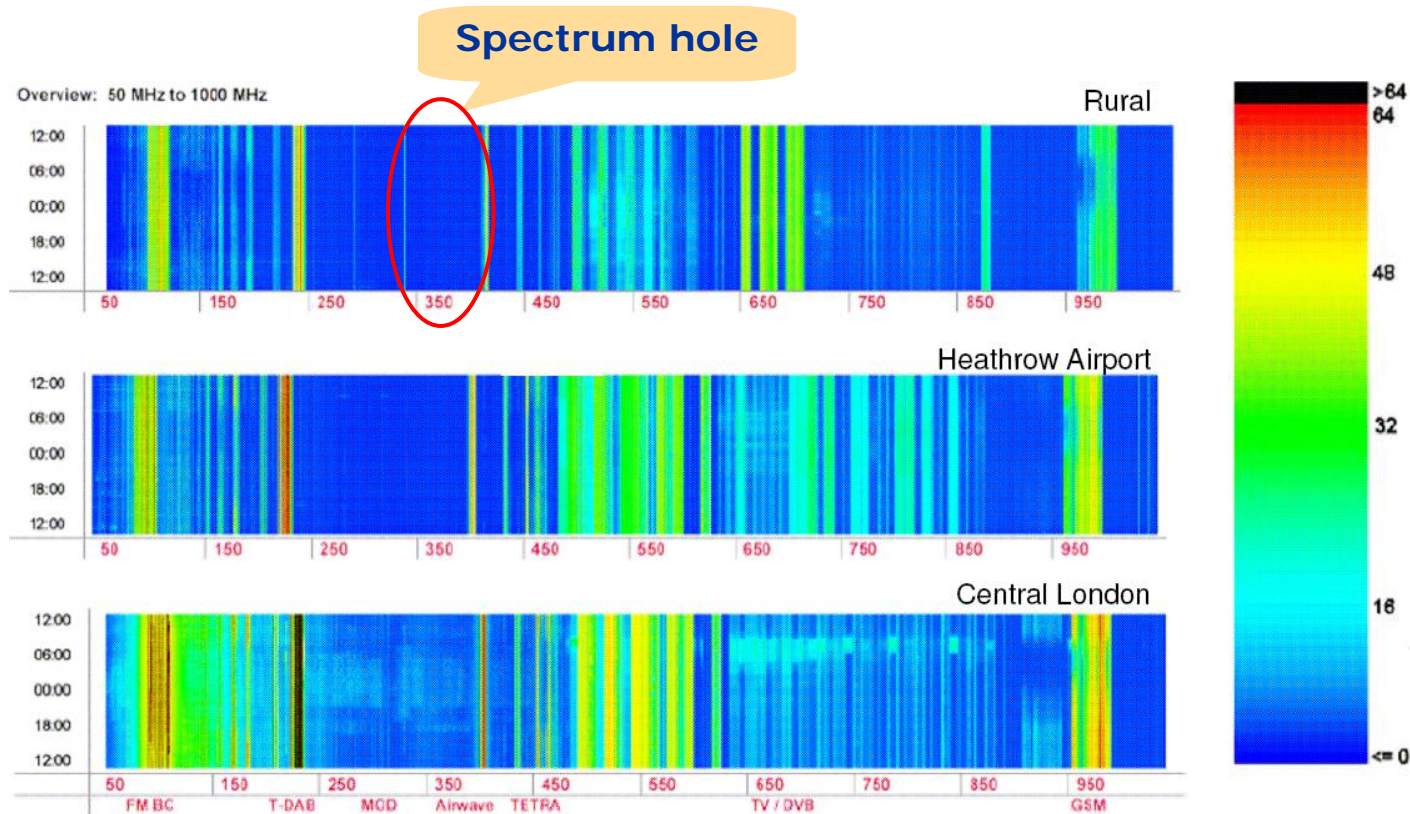 Spectrum hole
Overview: 50 MHz to 1000 MHz
Rural
12:00
06:00
00:00
18:00
12:00
50 150 250 350 450 550 650 750 850 950
Heathrow Airport
12:00
06:00
00:00
18:00
12:00
50 150 250 350 450 550 650 750 850 950
Central London
12:00
06:00
00:00
18:00
12:00
50 150 250 350 450 550 650 750 850 950
FM BC T-DAB MOD Airwave TETRA TV / DVB GSM
>64
64
48
32
16
<= 0